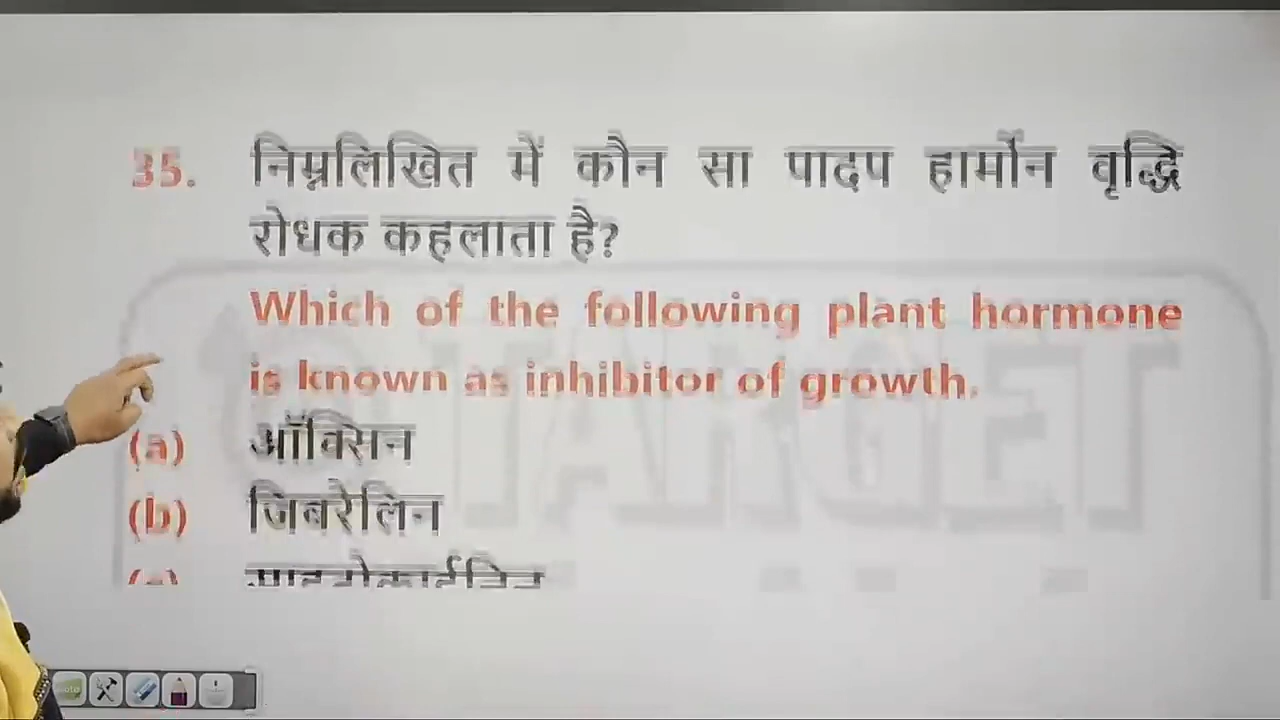 35. निम्नलिखित में कौन सा पादप हार्मोन वृद्धि
रोधक कहलाता है?
Which of the following plant hormone
is known as inhibitor of growth.
(a) ऑक्सिन
(b) जिबरेलिन